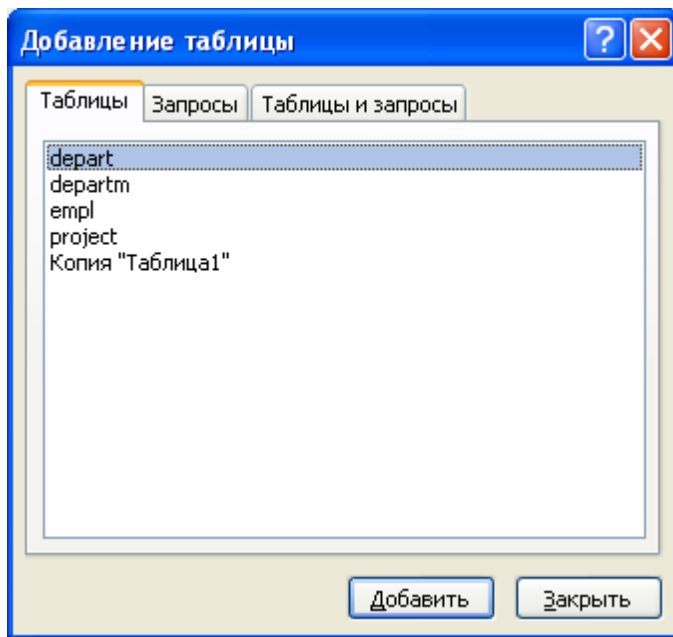 Добавление таблицы
?
Таблицы Запросы Таблицы и запросы
depart
departm
empl
project
Копия "Таблица1"
Добавить Закрыть